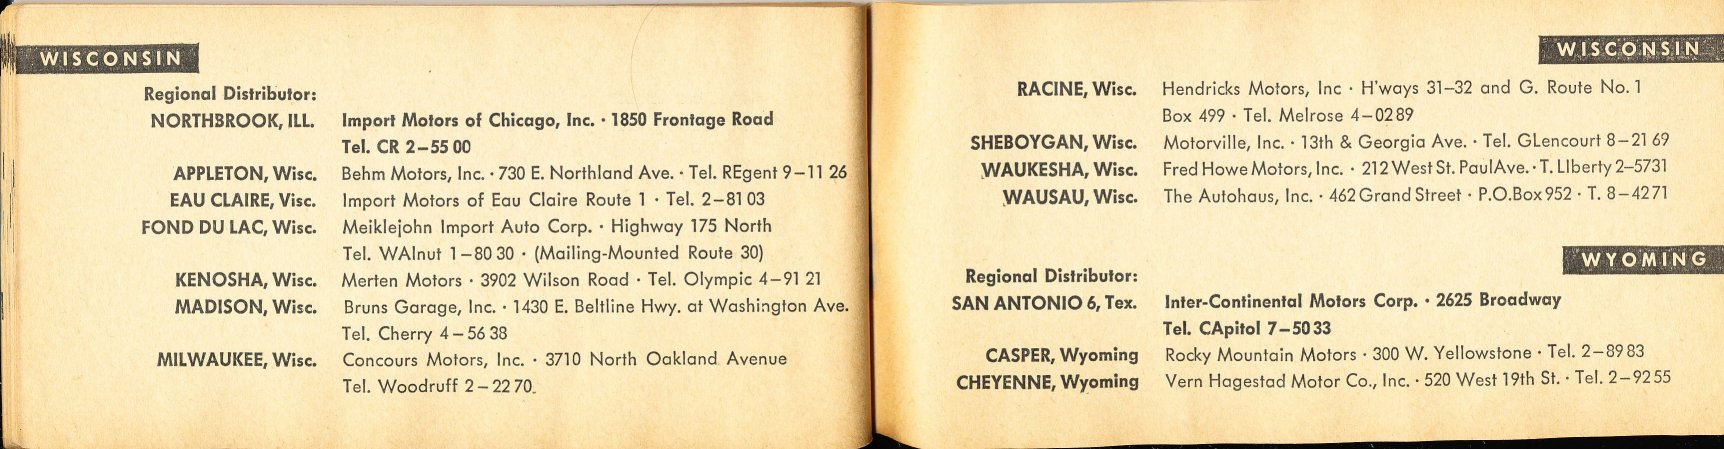 WISCONSIN
Regional Distributor:
NORTHBROOK, ILL. Import Motors of Chicago, Inc. · 1850 Frontage Road
Tel. CR 2–55 00
APPLETON, Wisc. Behm Motors, Inc. · 730 E. Northland Ave. · Tel. REgent 9–11 26
EAU CLAIRE, Visc. Import Motors of Eau Claire Route 1 · Tel. 2–81 03
FOND DU LAC, Wisc. Meiklejohn Import Auto Corp. · Highway 175 North
Tel. WAlnut 1–80 30 · (Mailing-Mounted Route 30)
KENOSHA, Wisc. Merten Motors · 3902 Wilson Road · Tel. Olympic 4–91 21
MADISON, Wisc. Bruns Garage, Inc. · 1430 E. Beltline Hwy. at Washington Ave.
Tel. Cherry 4–56 38
MILWAUKEE, Wisc. Concours Motors, Inc. · 3710 North Oakland Avenue
Tel. Woodruff 2–22 70.
WISCONSIN
RACINE, Wisc. Hendricks Motors, Inc · H'ways 31–32 and G. Route No. 1
Box 499 · Tel. Melrose 4–02 89
SHEBOYGAN, Wisc. Motorville, Inc. · 13th & Georgia Ave. · Tel. GLencourt 8–21 69
WAUKESHA, Wisc. Fred Howe Motors, Inc. · 212 West St. Paul Ave. · T. LIberty 2–5731
WAUSAU, Wisc. The Autohaus, Inc. · 462 Grand Street · P.O. Box 952 · T. 8–42 71
WYOMING
Regional Distributor:
SAN ANTONIO 6, Tex. Inter-Continental Motors Corp. · 2625 Broadway
Tel. CApitol 7–50 33
CASPER, Wyoming Rocky Mountain Motors · 300 W. Yellowstone · Tel. 2–89 83
CHEYENNE, Wyoming Vern Hagestad Motor Co., Inc. · 520 West 19th St. · Tel. 2–92 55